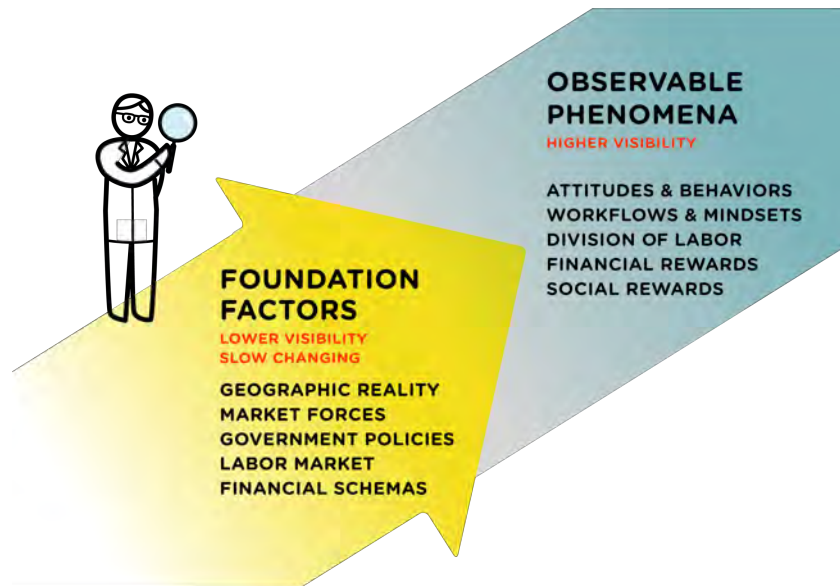 OBSERVABLE
PHENOMENA
HIGHER VISIBILITY
ATTITUDES & BEHAVIORS
WORKFLOWS & MINDSETS
DIVISION OF LABOR
FINANCIAL REWARDS
SOCIAL REWARDS
FOUNDATION
FACTORS
LOWER VISIBILITY
SLOW CHANGING
GEOGRAPHIC REALITY
MARKET FORCES
GOVERNMENT POLICIES
LABOR MARKET
FINANCIAL SCHEMAS